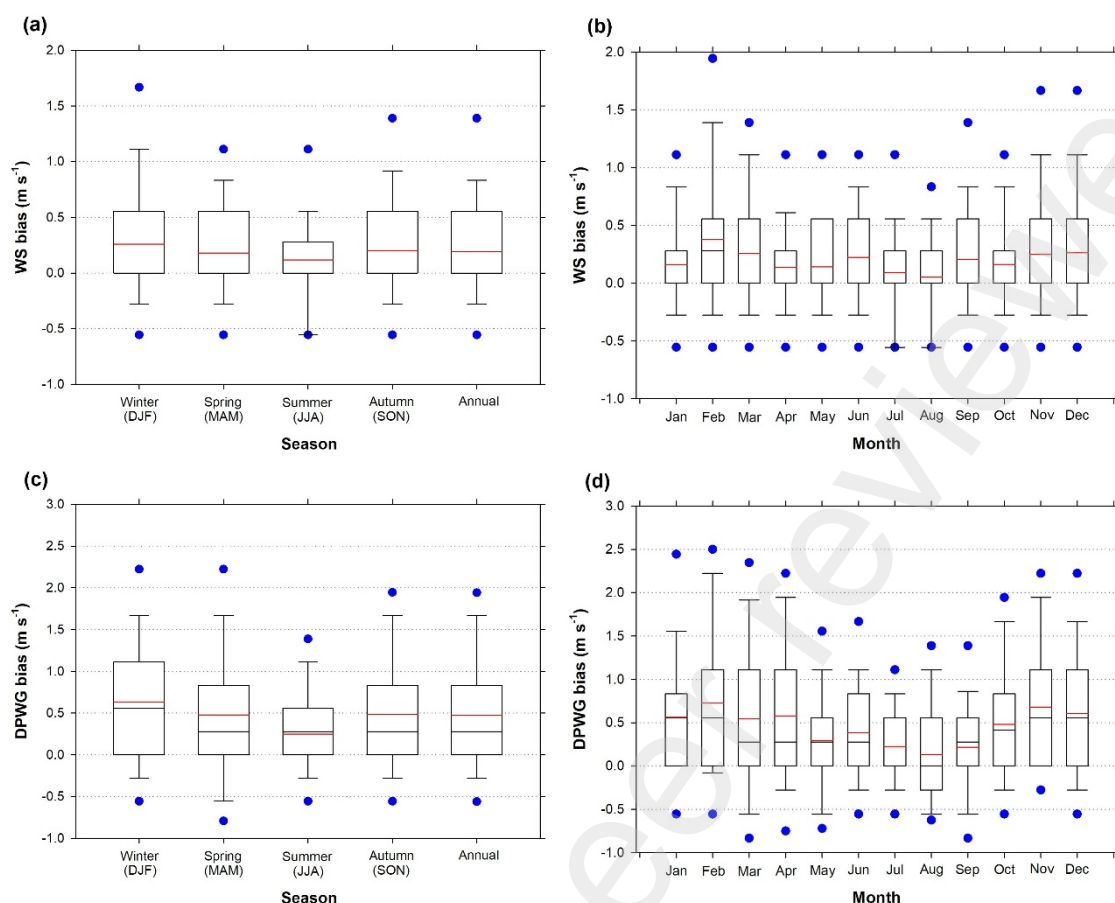 (a)
WS bias (m s⁻¹)
2.0
1.5
1.0
0.5
0.0
-0.5
-1.0
Winter (DJF)
Spring (MAM)
Summer (JJA)
Autumn (SON)
Annual
Season
(b)
WS bias (m s⁻¹)
2.0
1.5
1.0
0.5
0.0
-0.5
-1.0
Jan Feb Mar Apr May Jun Jul Aug Sep Oct Nov Dec
Month
(c)
DPWG bias (m s⁻¹)
3.0
2.5
2.0
1.5
1.0
0.5
0.0
-0.5
-1.0
Winter (DJF)
Spring (MAM)
Summer (JJA)
Autumn (SON)
Annual
Season
(d)
DPWG bias (m s⁻¹)
3.0
2.5
2.0
1.5
1.0
0.5
0.0
-0.5
-1.0
Jan Feb Mar Apr May Jun Jul Aug Sep Oct Nov Dec
Month
eer reviewe